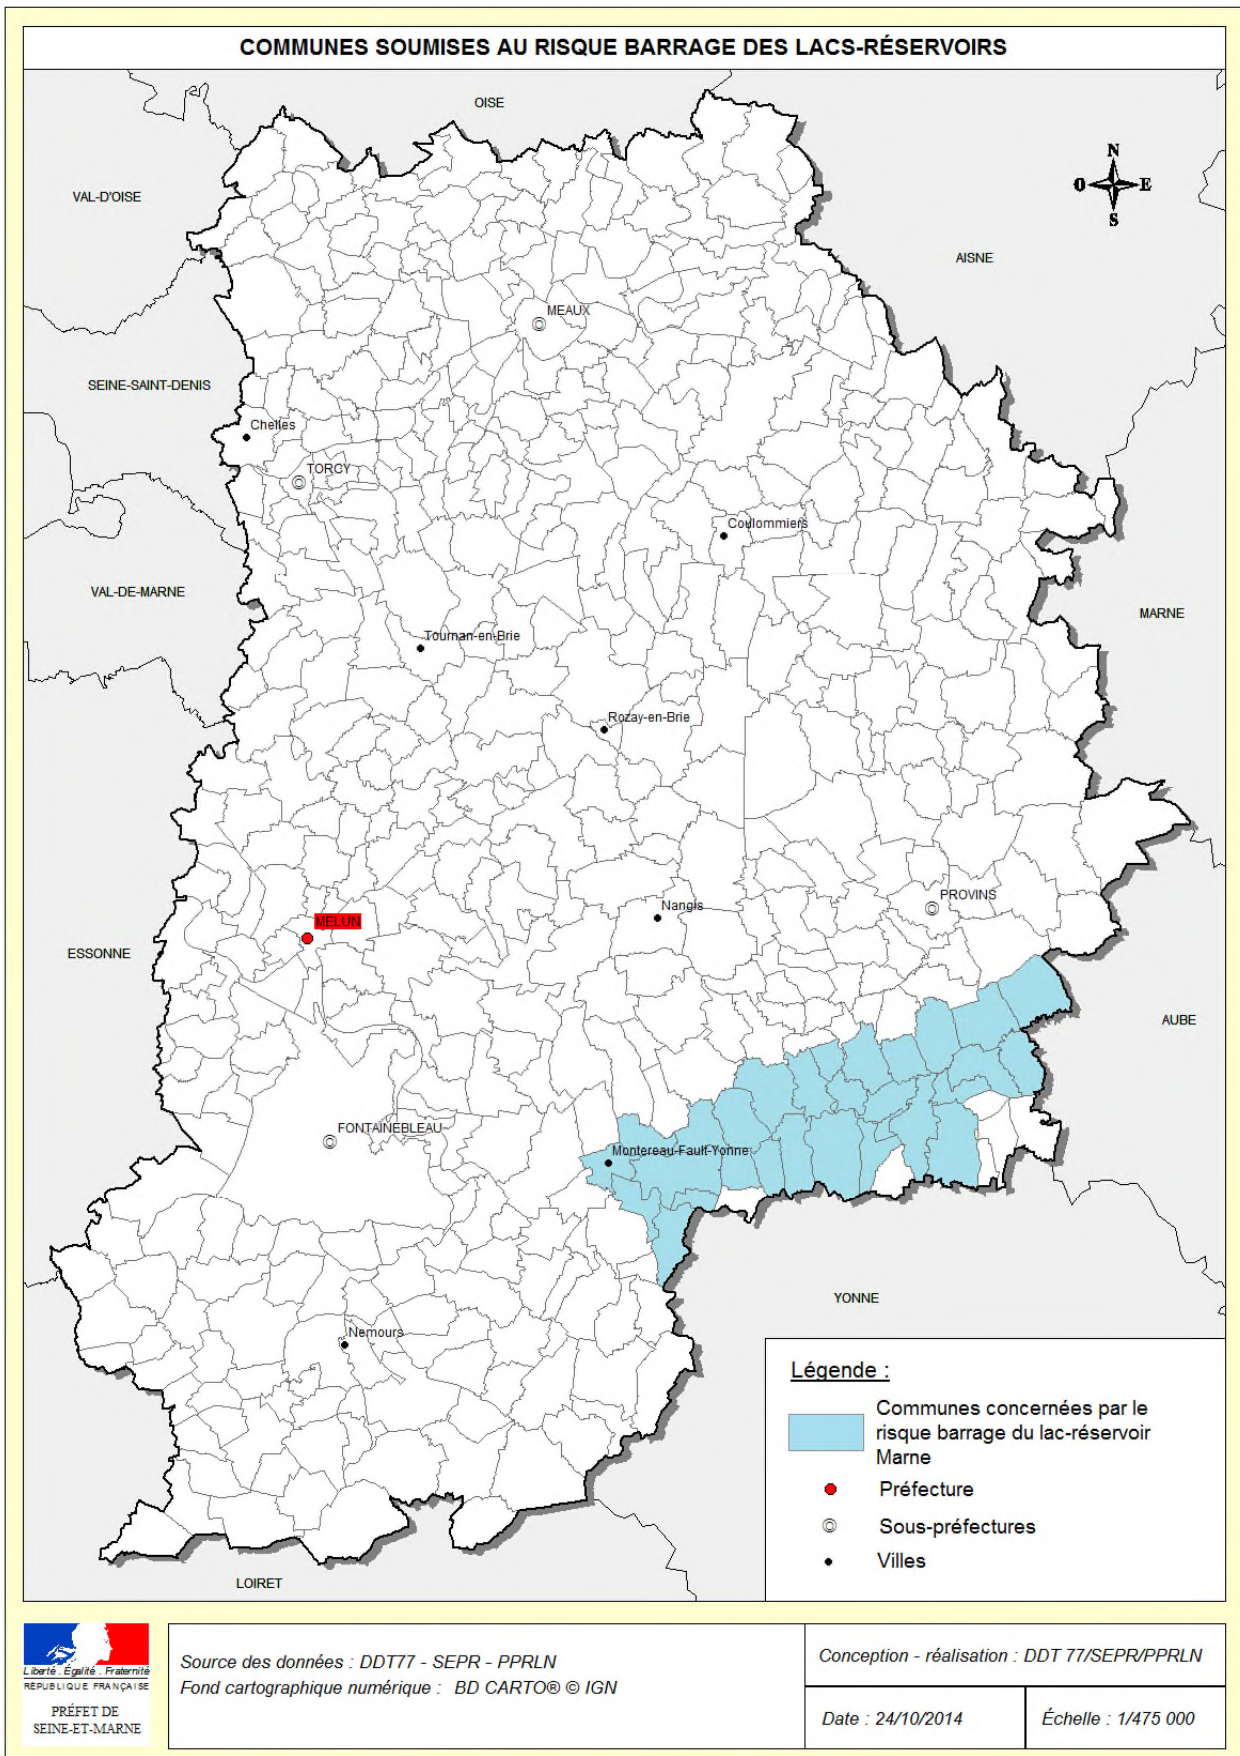 COMMUNES SOUMISES AU RISQUE BARRAGE DES LACS-RÉSERVOIRS
OISE
N
O E
S
VAL-D'OISE
AISNE
MEAUX
SEINE-SAINT-DENIS
Chelles
TORCY
Coulommiers
VAL-DE-MARNE
MARNE
Tournan-en-Brie
Rozay-en-Brie
PROVINS
Nangis
MELUN
ESSONNE
AUBE
FONTAINEBLEAU
Montereau-Fault-Yonne
YONNE
Nemours
LOIRET
Légende :
Communes concernées par le
risque barrage du lac-réservoir
Marne
Préfecture
Sous-préfectures
Villes
Liberté . Égalité . Fraternité
RÉPUBLIQUE FRANÇAISE
PRÉFET DE
SEINE-ET-MARNE
Source des données : DDT77 - SEPR - PPRLN
Fond cartographique numérique : BD CARTO® © IGN
Conception - réalisation : DDT 77/SEPR/PPRLN
Date : 24/10/2014
Échelle : 1/475 000